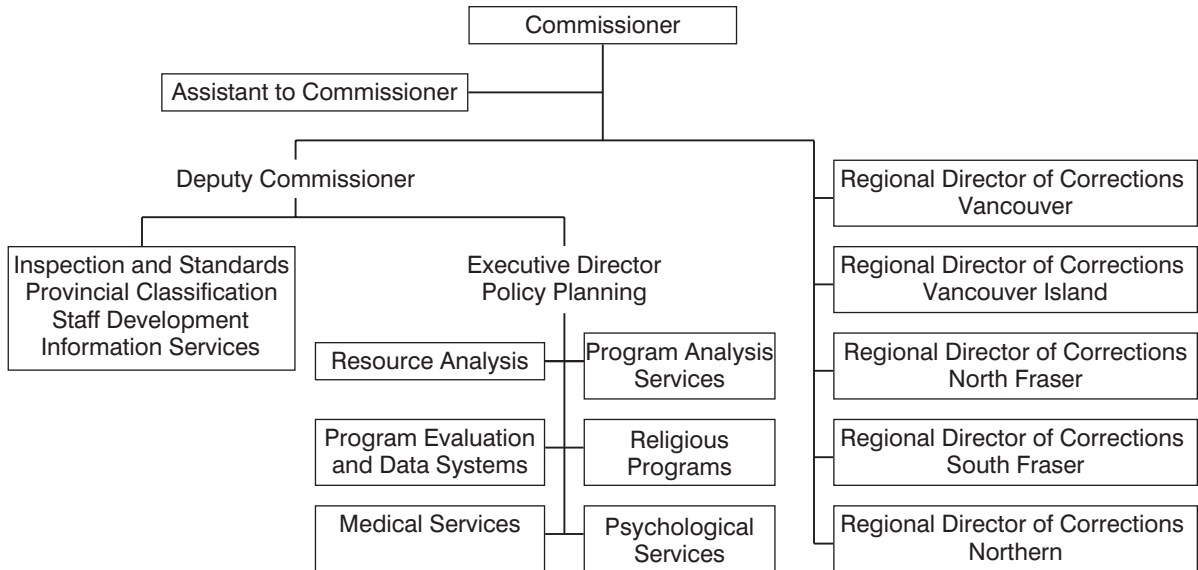 Commissioner
Assistant to Commissioner
Deputy Commissioner
Inspection and Standards
Provincial Classification
Staff Development
Information Services
Executive Director
Policy Planning
Resource Analysis
Program Analysis
Services
Program Evaluation
and Data Systems
Religious
Programs
Medical Services
Psychological
Services
Regional Director of Corrections
Vancouver
Regional Director of Corrections
Vancouver Island
Regional Director of Corrections
North Fraser
Regional Director of Corrections
South Fraser
Regional Director of Corrections
Northern